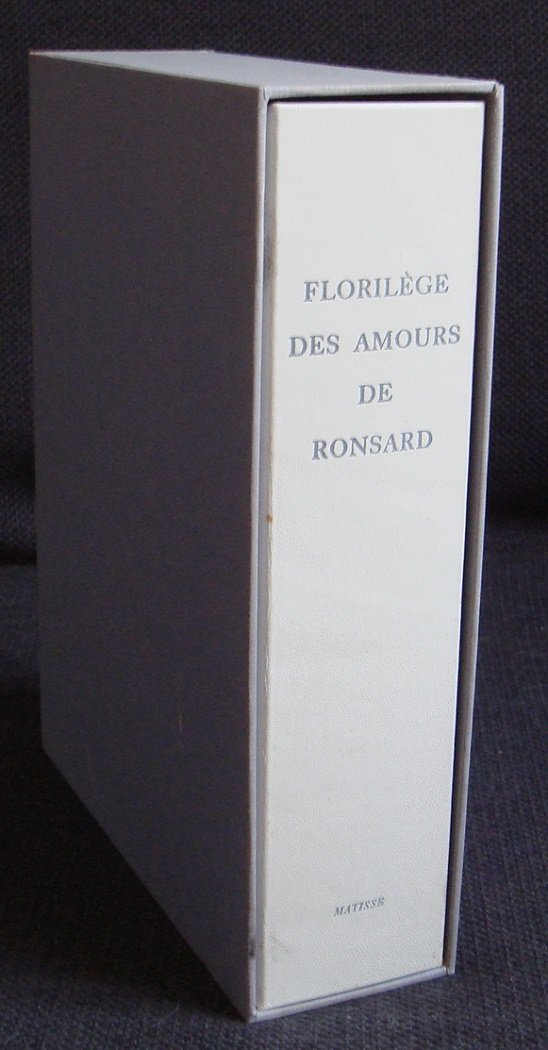 FLORILÈGE
DES AMOURS
DE
RONSARD
MATISSE